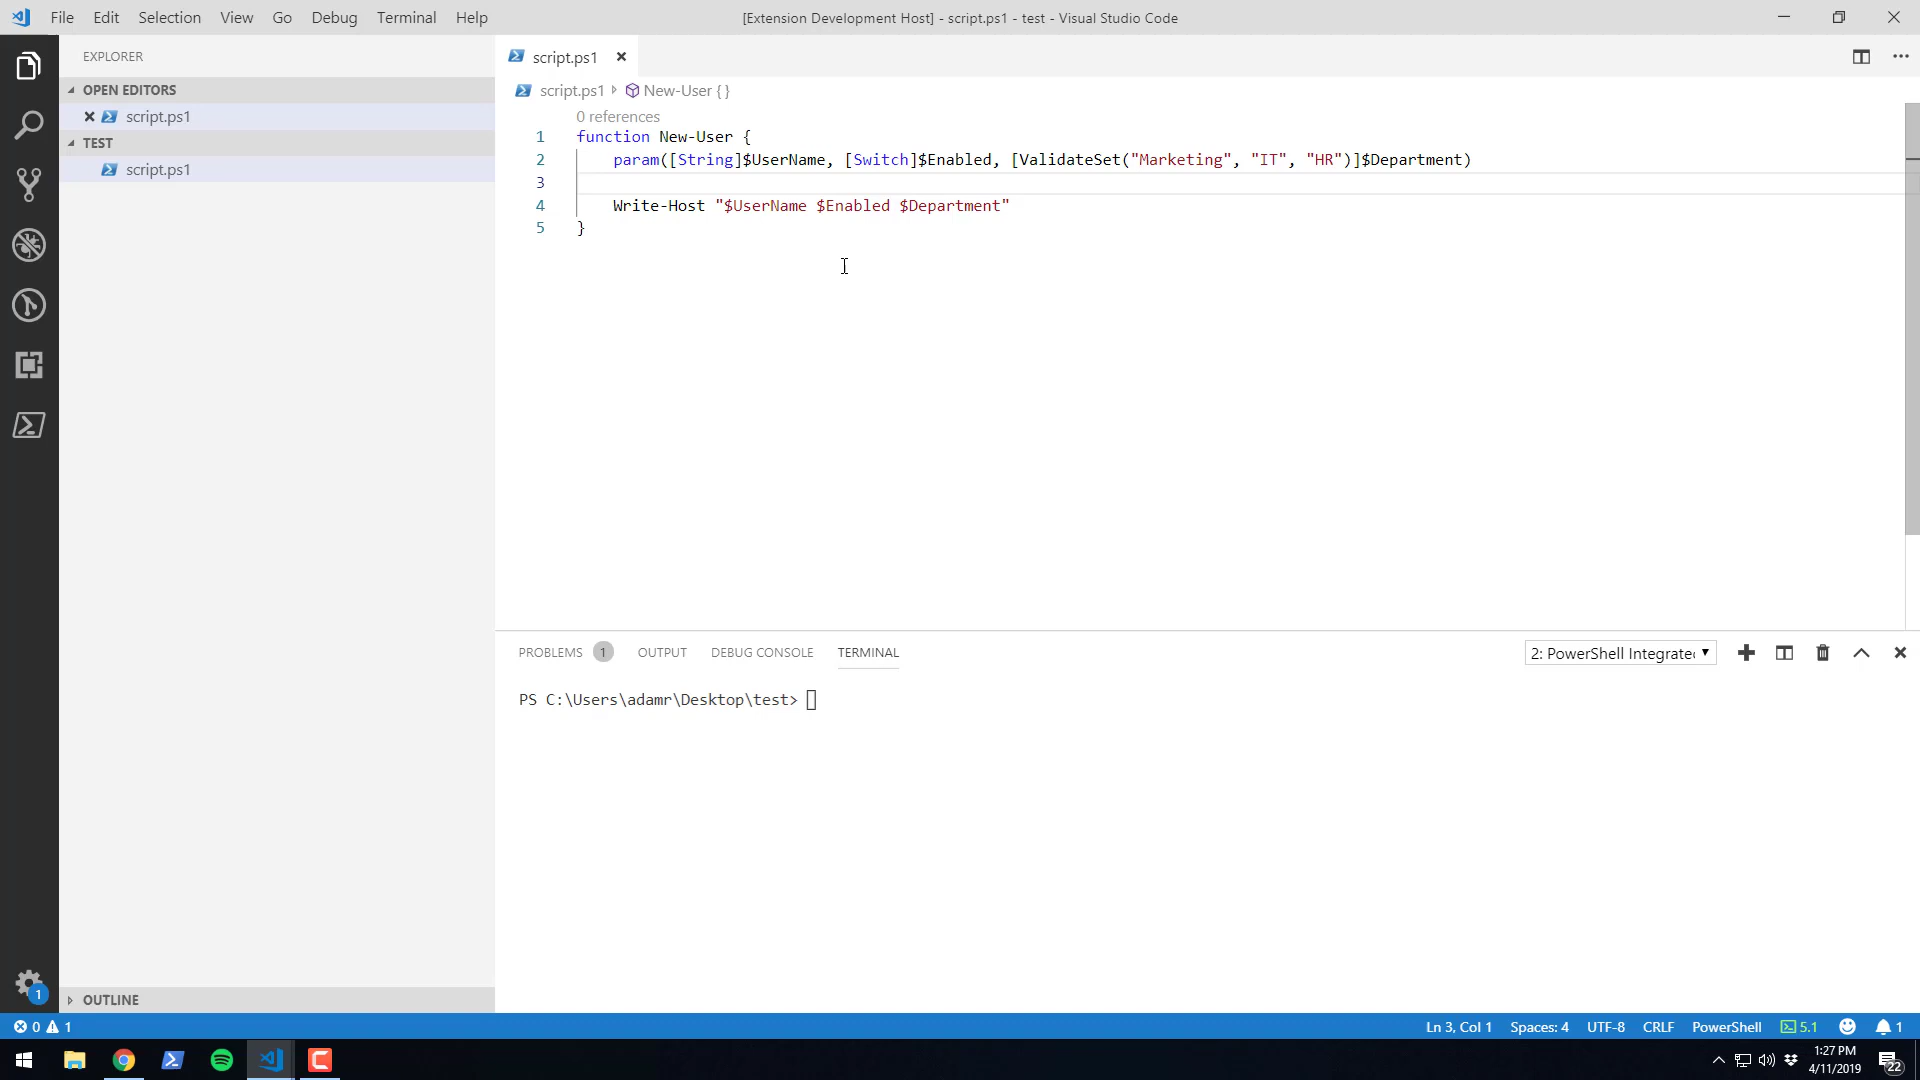 File Edit Selection View Go Debug Terminal Help
[Extension Development Host] - script.ps1 - test - Visual Studio Code
EXPLORER
OPEN EDITORS
script.ps1
TEST
script.ps1
script.ps1
script.ps1 New-User { }
0 references
1 function New-User {
2 param([String]$UserName, [Switch]$Enabled, [ValidateSet("Marketing", "IT", "HR")]$Department)
3
4 Write-Host "$UserName $Enabled $Department"
5 }
PROBLEMS 1 OUTPUT DEBUG CONSOLE TERMINAL
2: PowerShell Integrated
PS C:\Users\adamr\Desktop\test>
1
OUTLINE
0 1
Ln 3, Col 1 Spaces: 4 UTF-8 CRLF PowerShell 5.1 1
1:27 PM
4/11/2019
22